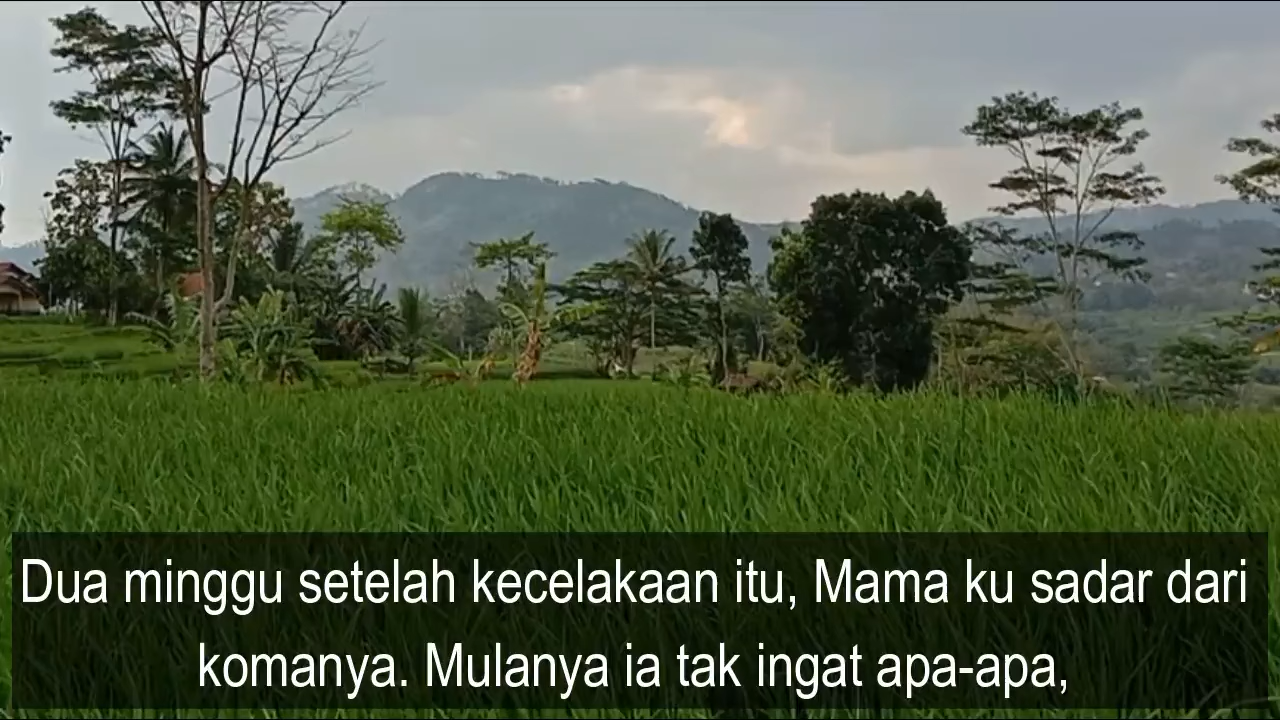 Dua minggu setelah kecelakaan itu, Mama ku sadar dari
komanya. Mulanya ia tak ingat apa-apa,